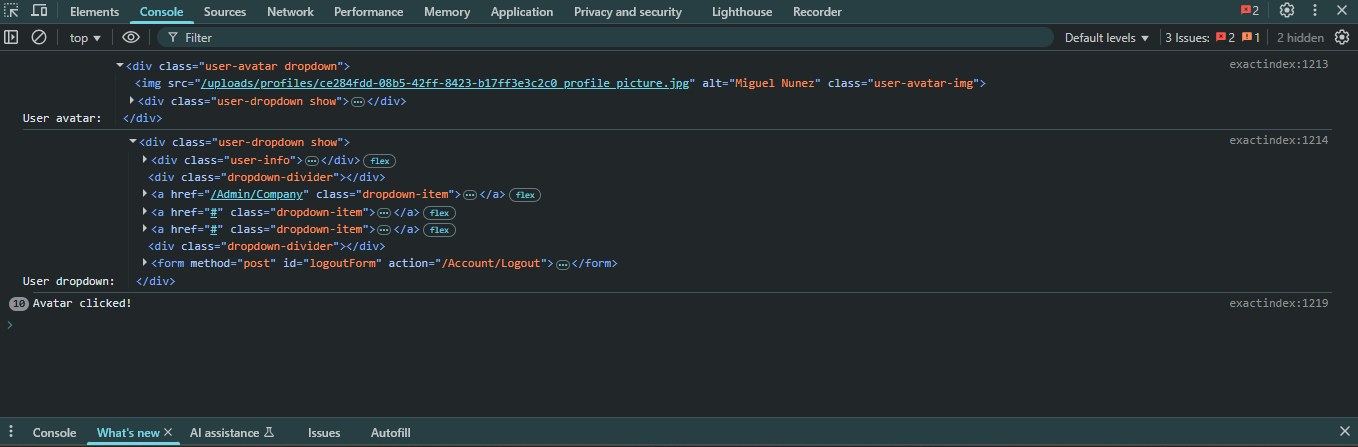 Elements Console Sources Network Performance Memory Application Privacy and security Lighthouse Recorder 2
top Filter Default levels 3 Issues: 2 1 2 hidden
<div class="user-avatar dropdown"> exactindex:1213
<img src="/uploads/profiles/ce284fdd-08b5-42ff-8423-b17ff3e3c2c0_profile_picture.jpg" alt="Miguel Nunez" class="user-avatar-img">
<div class="user-dropdown show">…</div>
User avatar: </div>
<div class="user-dropdown show"> exactindex:1214
<div class="user-info">…</div> flex
<div class="dropdown-divider"></div>
<a href="/Admin/Company" class="dropdown-item">…</a> flex
<a href="#" class="dropdown-item">…</a> flex
<a href="#" class="dropdown-item">…</a> flex
<div class="dropdown-divider"></div>
<form method="post" id="logoutForm" action="/Account/Logout">…</form>
User dropdown: </div>
10 Avatar clicked! exactindex:1219
Console What's new AI assistance Issues Autofill